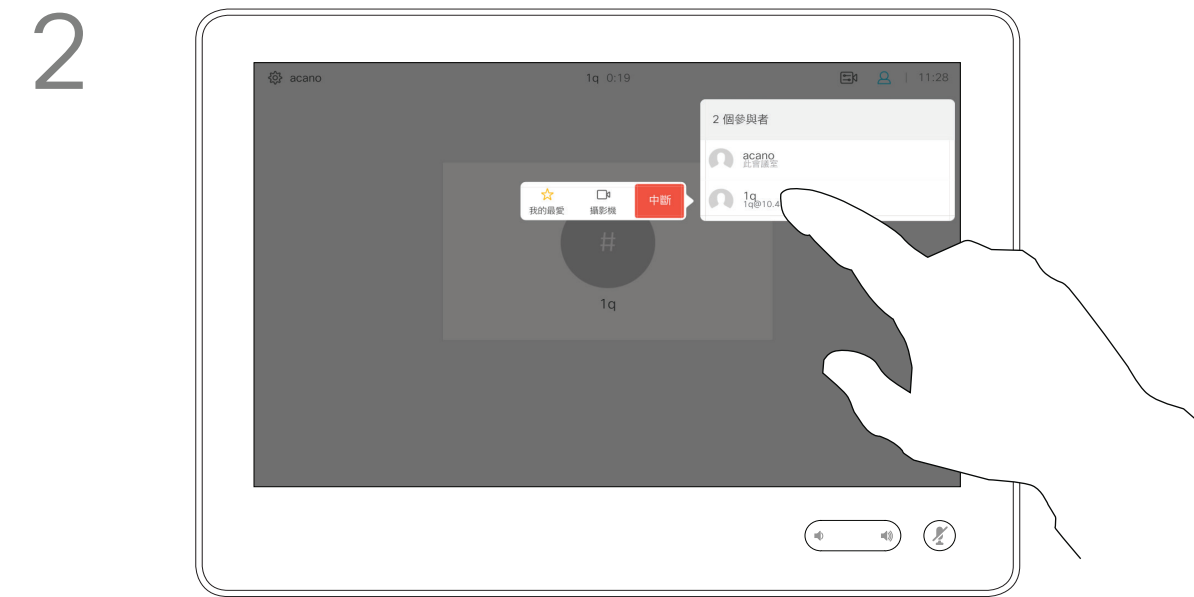 2
acano
1q 0:19
11:28
2 個參與者
acano
此會議室
1q
1q@10.4
我的最愛
攝影機
中斷
#
1q